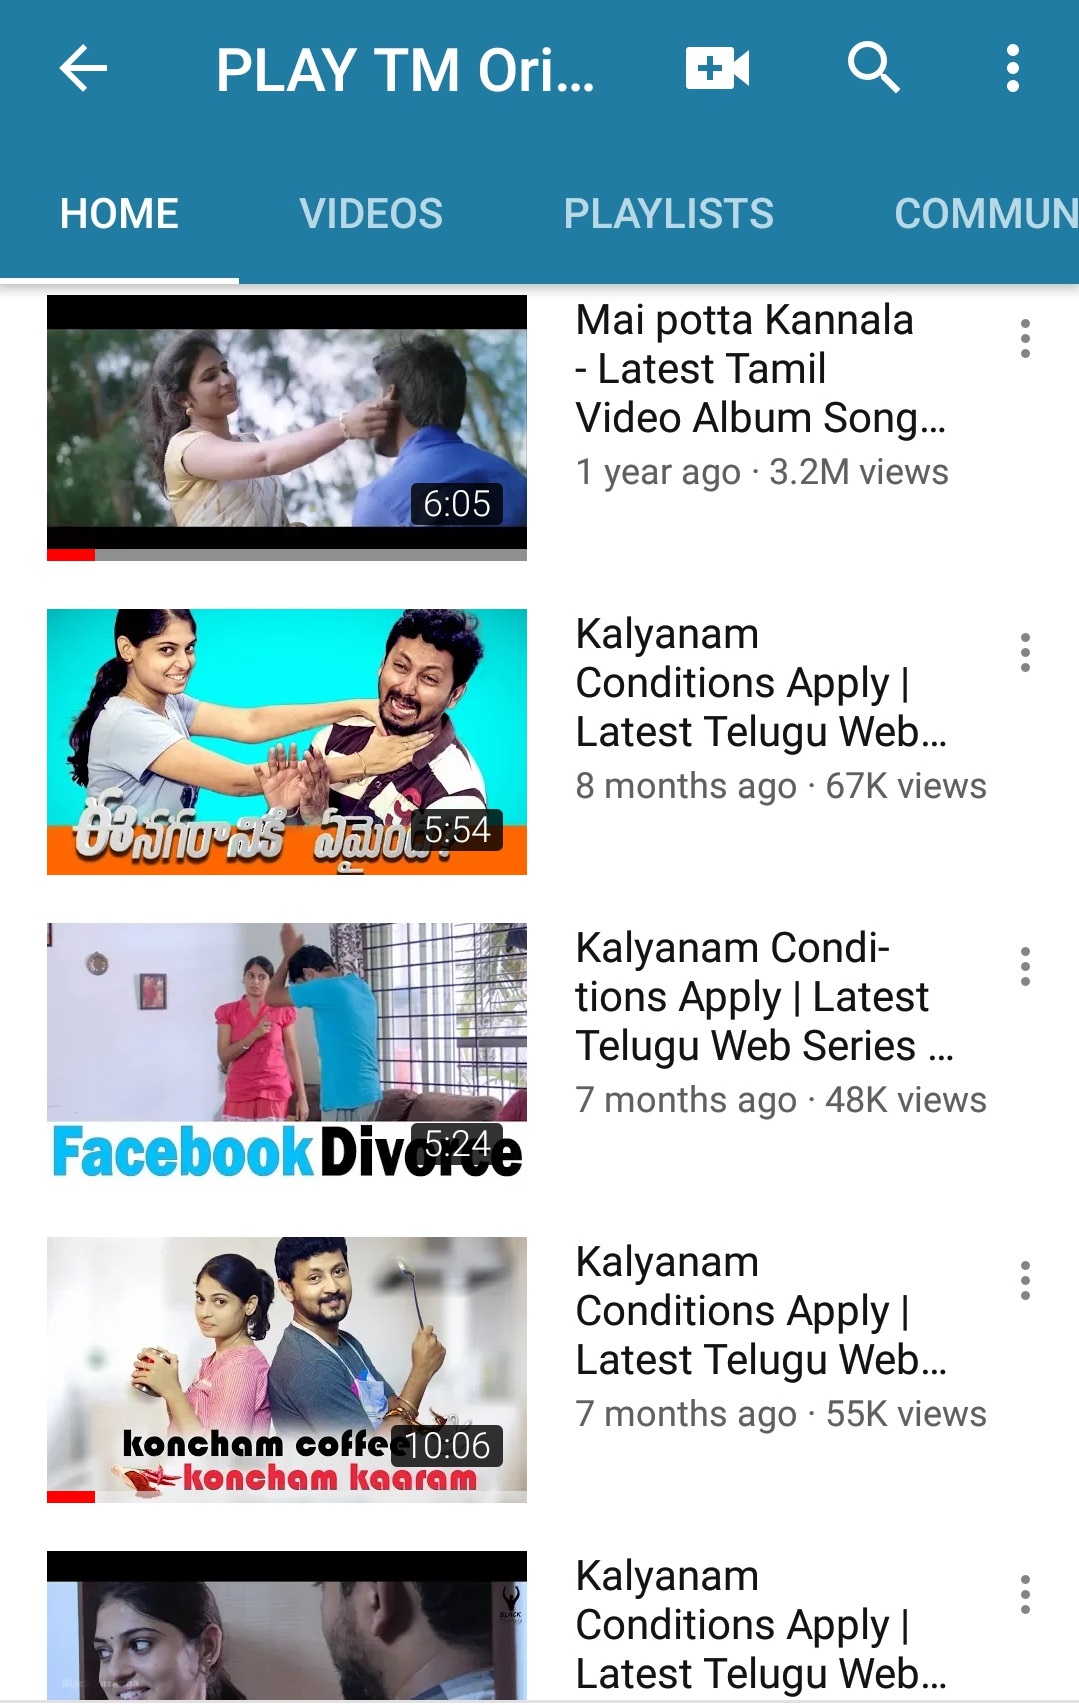 PLAY TM Ori...
HOME VIDEOS PLAYLISTS COMMUN
6:05
Mai potta Kannala
- Latest Tamil
Video Album Song...
1 year ago · 3.2M views
ఈ నగరానికి ఏమైంది?
5:54
Kalyanam
Conditions Apply |
Latest Telugu Web...
8 months ago · 67K views
Facebook Divorce
5:24
Kalyanam Condi-
tions Apply | Latest
Telugu Web Series ...
7 months ago · 48K views
koncham coffee
koncham kaaram
10:06
Kalyanam
Conditions Apply |
Latest Telugu Web...
7 months ago · 55K views
BLACK
Kalyanam
Conditions Apply |
Latest Telugu Web...